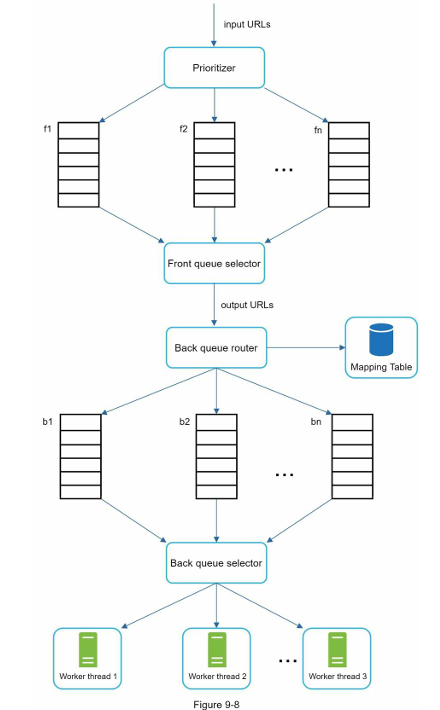 input URLs
Prioritizer
f1
f2
fn
...
Front queue selector
output URLs
Back queue router
Mapping Table
b1
b2
bn
...
Back queue selector
...
Worker thread 1
Worker thread 2
Worker thread 3
Figure 9-8